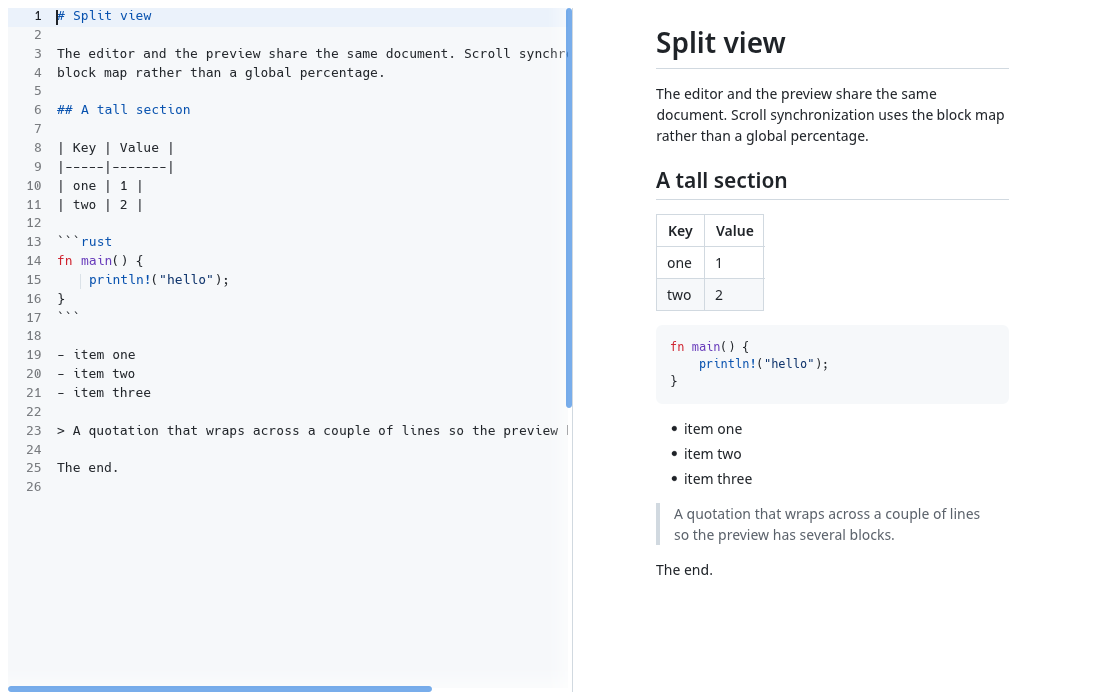 1 # Split view
2
3 The editor and the preview share the same document. Scroll synchr
4 block map rather than a global percentage.
5
6 ## A tall section
7
8 | Key | Value |
9 |-----|-------|
10 | one | 1 |
11 | two | 2 |
12
13 ```rust
14 fn main() {
15     println!("hello");
16 }
17 ```
18
19 - item one
20 - item two
21 - item three
22
23 > A quotation that wraps across a couple of lines so the preview
24
25 The end.
26
Split view
The editor and the preview share the same
document. Scroll synchronization uses the block map
rather than a global percentage.
A tall section
Key Value
one 1
two 2
fn main() {
    println!("hello");
}
• item one
• item two
• item three
A quotation that wraps across a couple of lines
so the preview has several blocks.
The end.